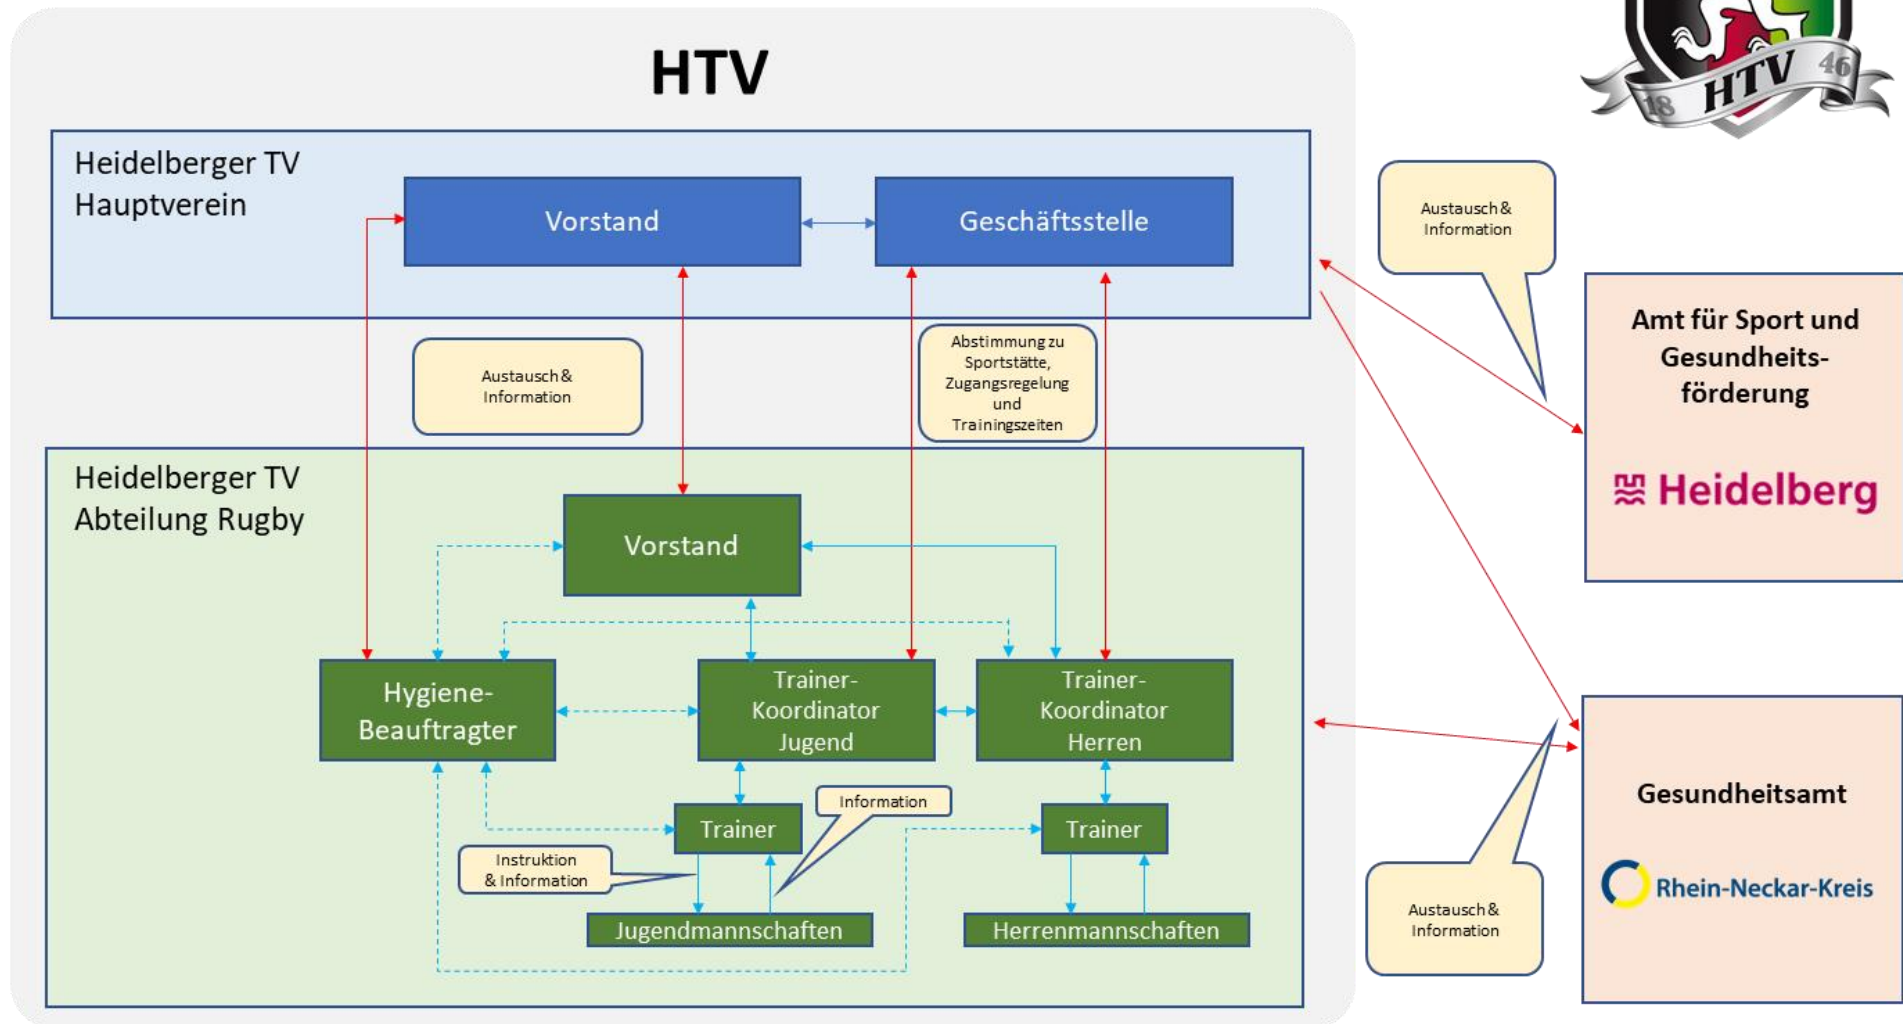 HTV
18 HTV 46
Heidelberger TV
Hauptverein
Vorstand
Geschäftsstelle
Austausch &
Information
Austausch &
Information
Abstimmung zu
Sportstätte,
Zugangsregelung
und
Trainingszeiten
Amt für Sport und
Gesundheits-
förderung
Heidelberg
Heidelberger TV
Abteilung Rugby
Vorstand
Hygiene-
Beauftragter
Trainer-
Koordinator
Jugend
Trainer-
Koordinator
Herren
Information
Trainer
Trainer
Instruktion
& Information
Jugendmannschaften
Herrenmannschaften
Gesundheitsamt
Rhein-Neckar-Kreis
Austausch &
Information